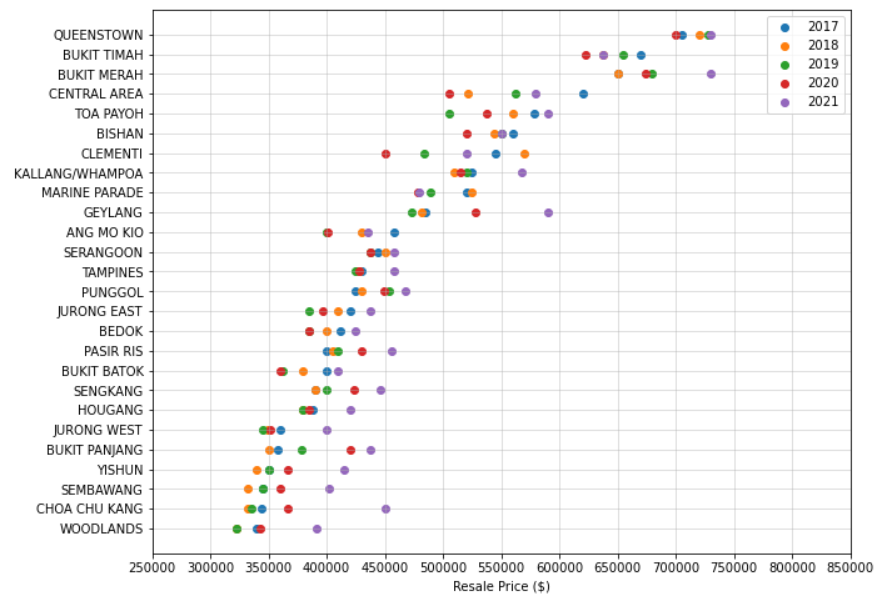 QUEENSTOWN
BUKIT TIMAH
BUKIT MERAH
CENTRAL AREA
TOA PAYOH
BISHAN
CLEMENTI
KALLANG/WHAMPOA
MARINE PARADE
GEYLANG
ANG MO KIO
SERANGOON
TAMPINES
PUNGGOL
JURONG EAST
BEDOK
PASIR RIS
BUKIT BATOK
SENGKANG
HOUGANG
JURONG WEST
BUKIT PANJANG
YISHUN
SEMBAWANG
CHOA CHU KANG
WOODLANDS
2017
2018
2019
2020
2021
250000 300000 350000 400000 450000 500000 550000 600000 650000 700000 750000 800000 850000
Resale Price ($)